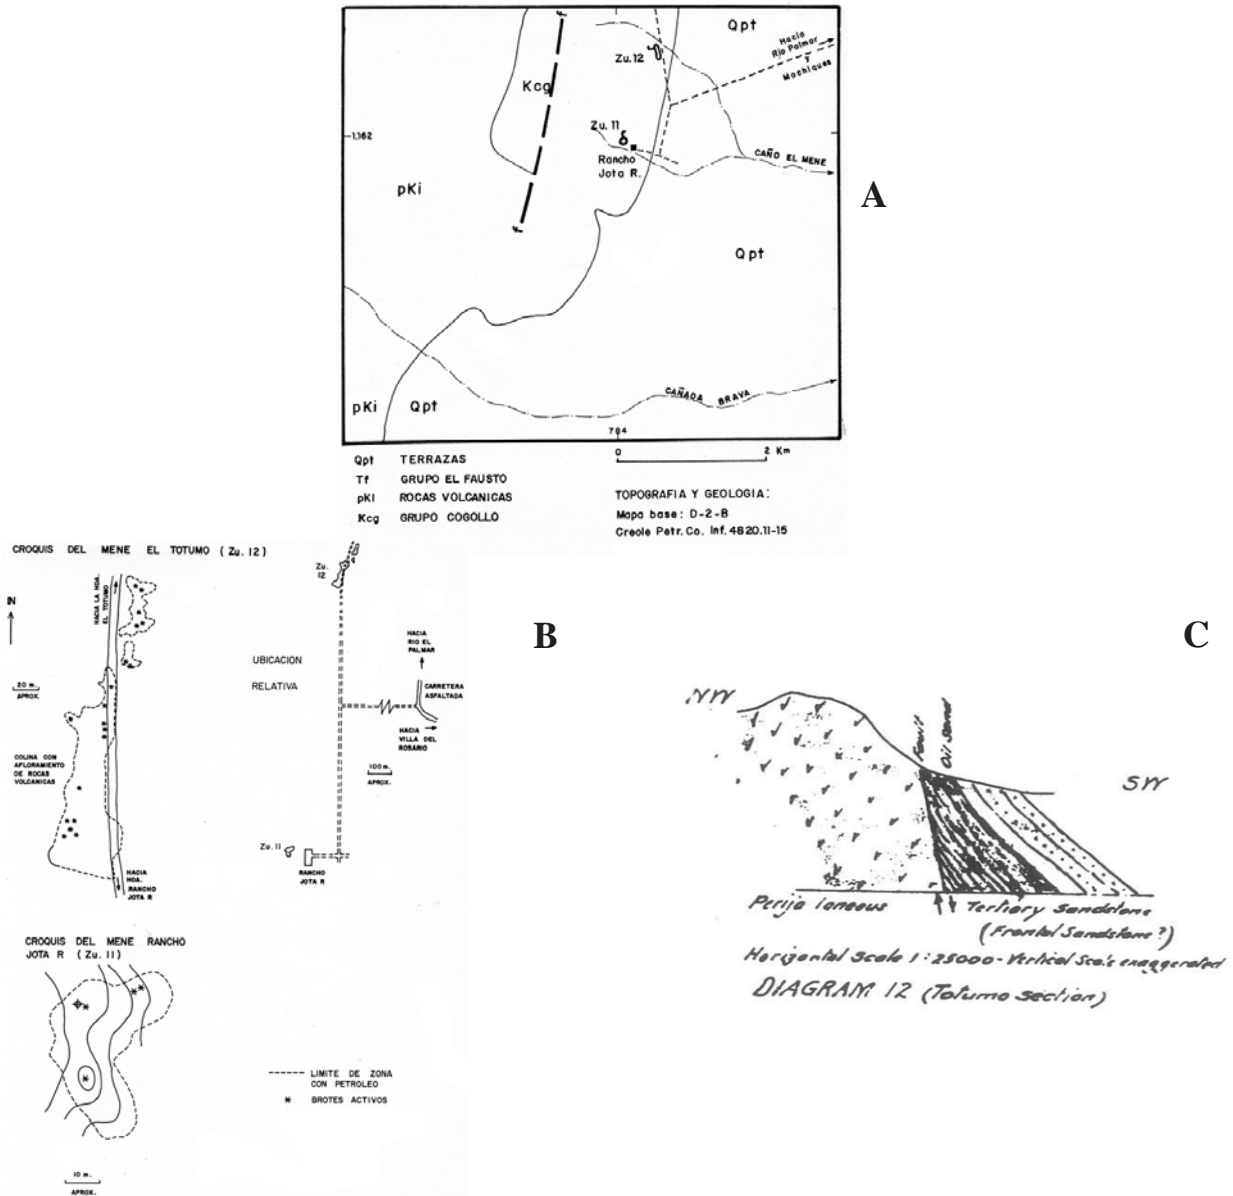 f
Qpt
Hacia
Rio Palmar
y
Machiques
Zu. 12
Kcg
Zu. 11
1,162
Rancho
Jota R.
CAÑO EL MENE
pKi
A
Qpt
f
CAÑADA BRAVA
pKi
Qpt
784
0
2 Km
Qpt TERRAZAS
Tf GRUPO EL FAUSTO
pKI ROCAS VOLCANICAS
Kcg GRUPO COGOLLO
TOPOGRAFIA Y GEOLOGIA:
Mapa base: D-2-B
Creole Petr. Co. Inf. 4820.11-15
CROQUIS DEL MENE EL TOTUMO (Zu. 12)
N
HACIA LA HDA.
EL TOTUMO
20 m.
APROX.
COLINA CON
AFLORAMIENTO
DE ROCAS
VOLCANICAS
HACIA
HDA.
RANCHO
JOTA R
Zu.
12
UBICACION
RELATIVA
HACIA
RIO EL
PALMAR
CARRETERA
ASFALTADA
HACIA
VILLA DEL
ROSARIO
100 m.
APROX.
Zu. 11
RANCHO
JOTA R
B
CROQUIS DEL MENE RANCHO
JOTA R (Zu. 11)
10 m.
APROX.
LIMITE DE ZONA
CON PETROLEO
* BROTES ACTIVOS
C
NW
Fault
Oil sand
SW
Perija igneous
Tertiary Sandstone
(Frontal Sandstone?)
Horizontal Scale 1:25000 - Vertical Scale exaggerated
DIAGRAM 12 (Totumo section)